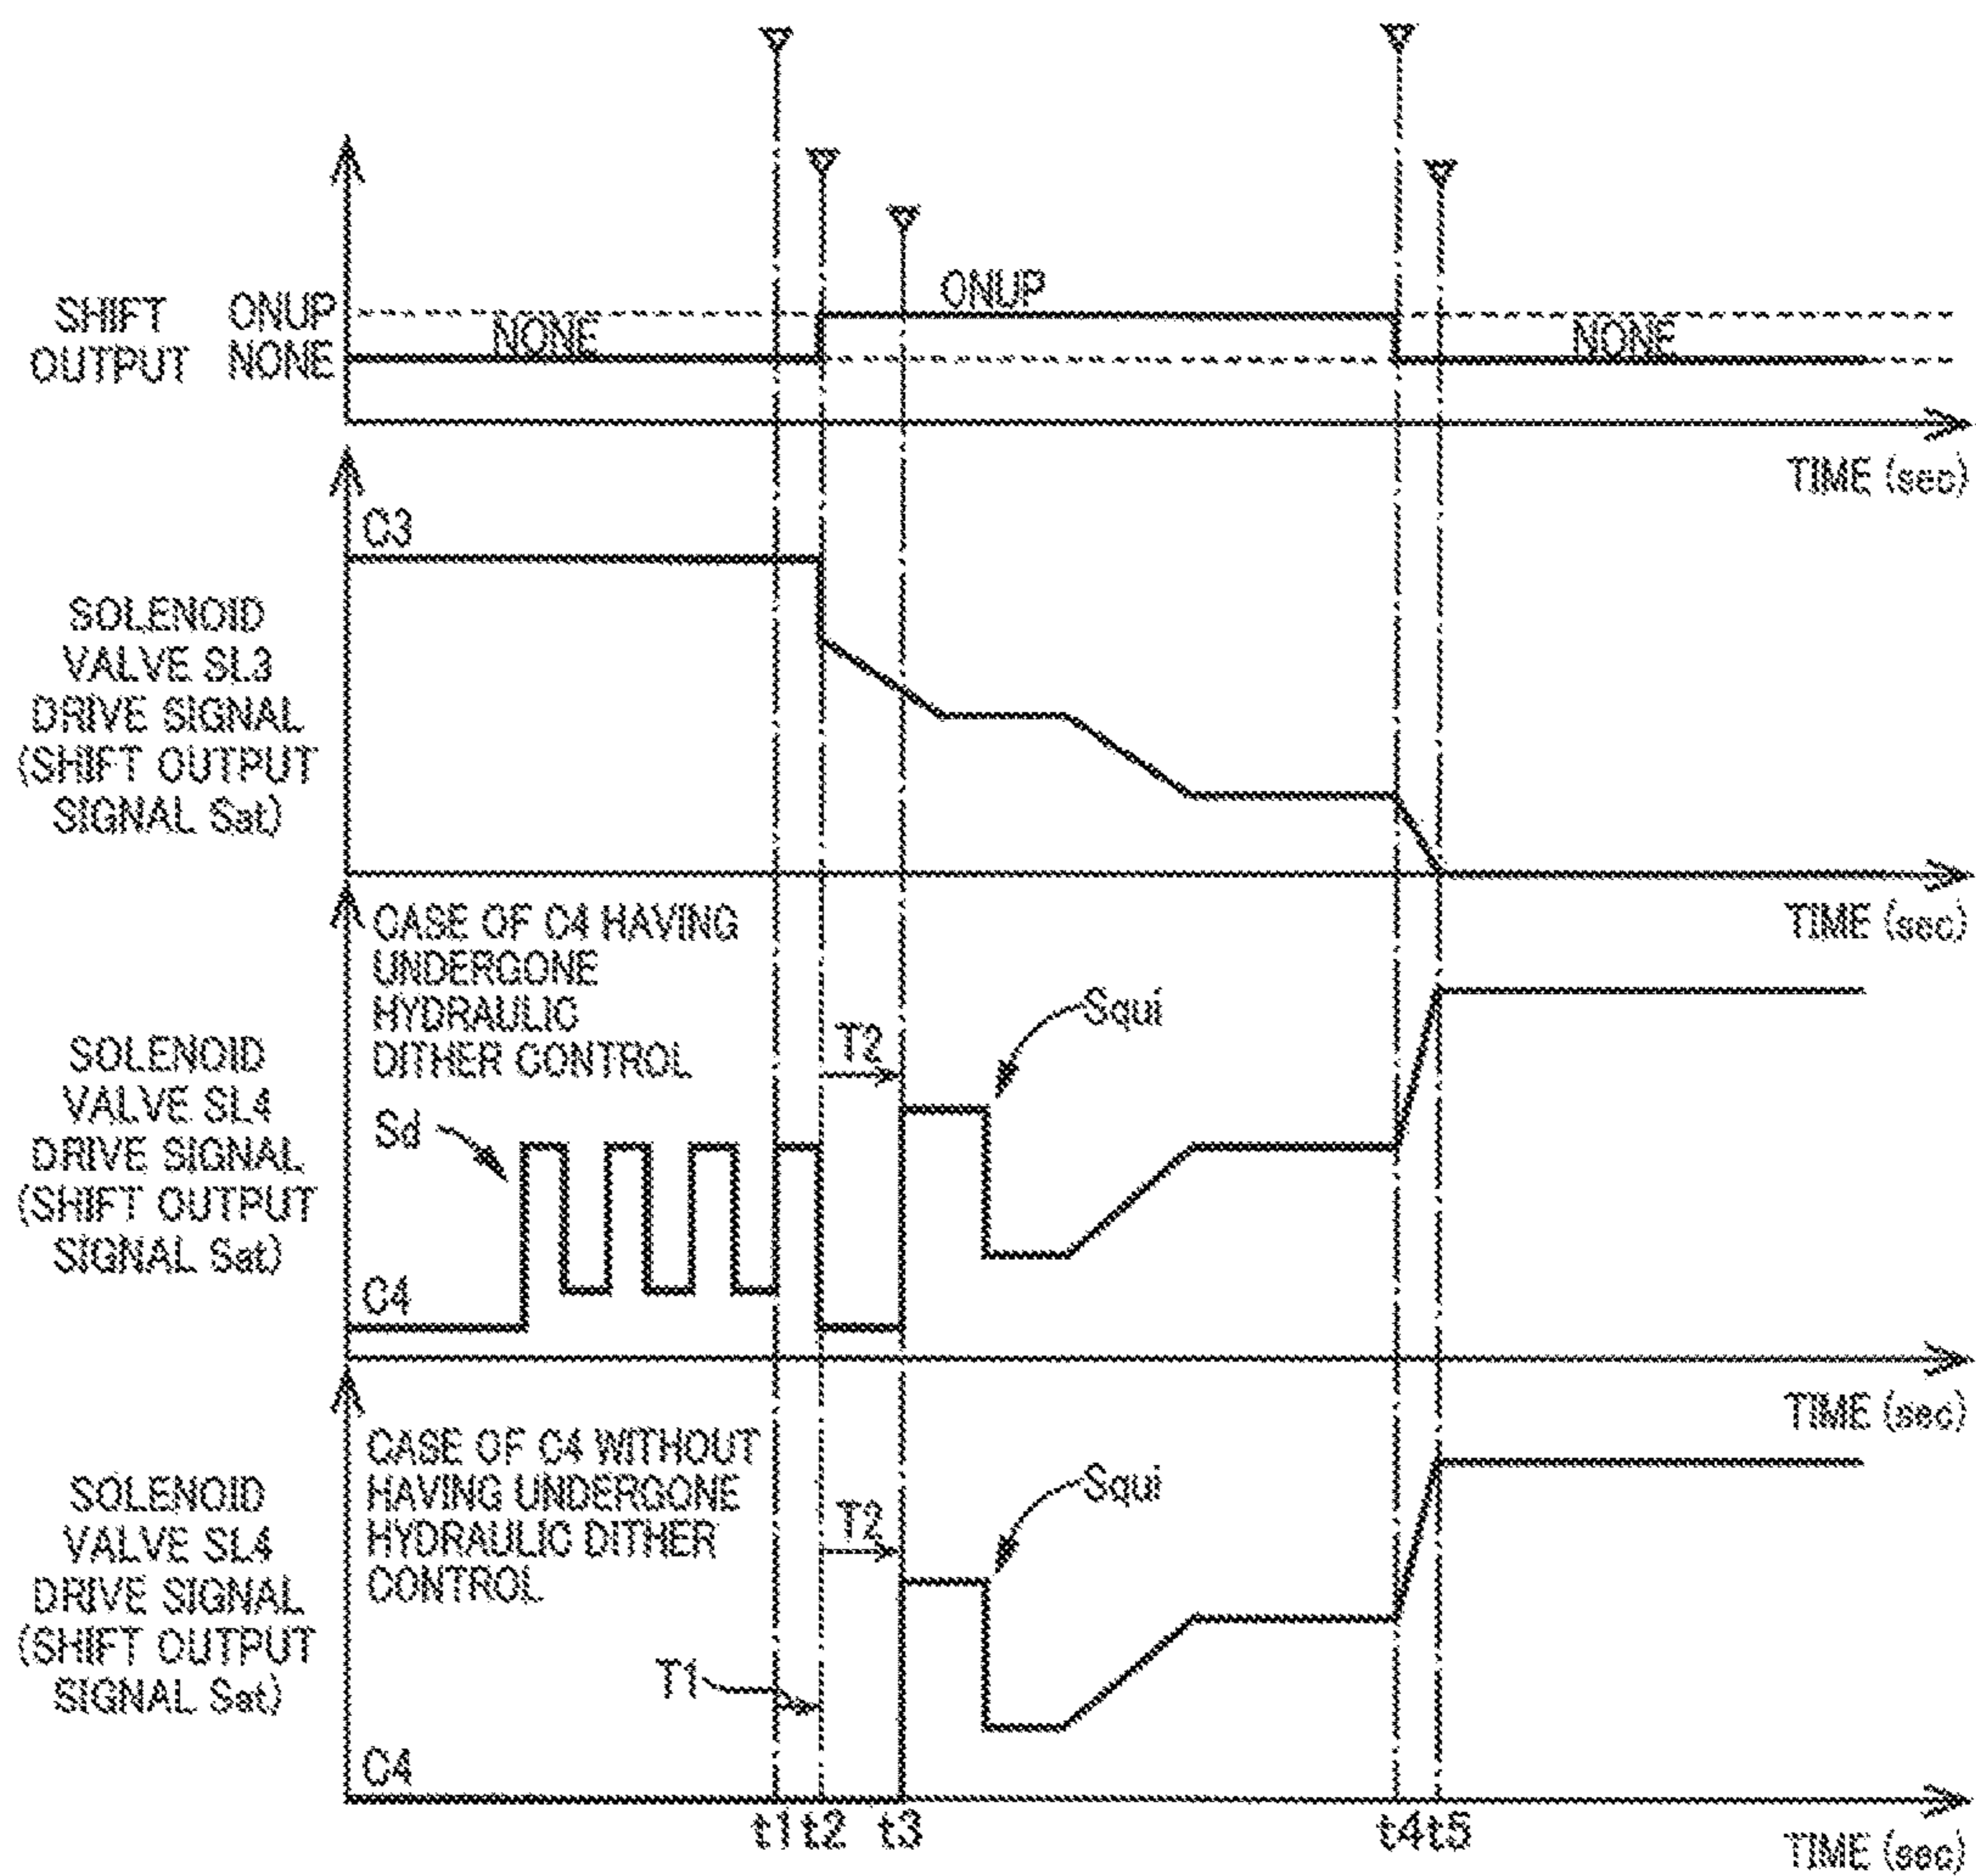 SHIFT
OUTPUT
ONUP
NONE
NONE
ONUP
NONE
TIME (sec)
SOLENOID
VALVE SL3
DRIVE SIGNAL
(SHIFT OUTPUT
SIGNAL Sat)
C3
TIME (sec)
SOLENOID
VALVE SL4
DRIVE SIGNAL
(SHIFT OUTPUT
SIGNAL Sat)
CASE OF C4 HAVING
UNDERGONE
HYDRAULIC
DITHER CONTROL
Sd
T2
Squi
C4
TIME (sec)
SOLENOID
VALVE SL4
DRIVE SIGNAL
(SHIFT OUTPUT
SIGNAL Sat)
CASE OF C4 WITHOUT
HAVING UNDERGONE
HYDRAULIC DITHER
CONTROL
T2
Squi
T1
C4
t1 t2 t3 t4 t5
TIME (sec)